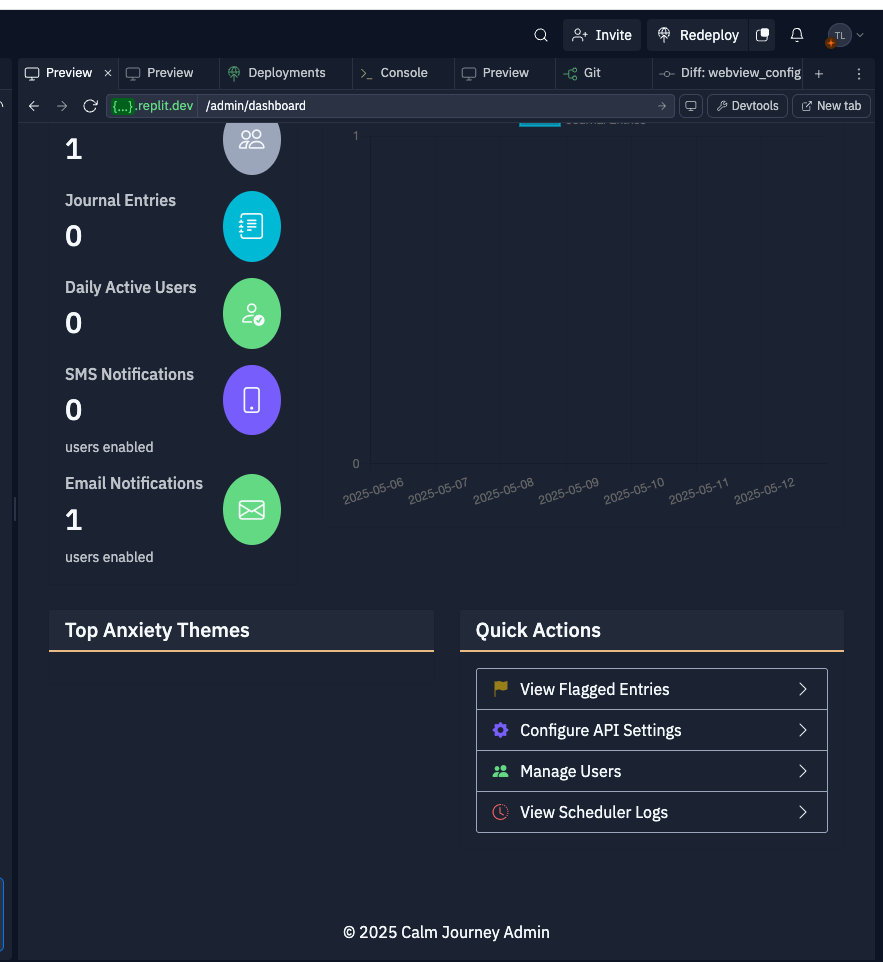 Invite
Redeploy
TL
Preview
Preview
Deployments
Console
Preview
Git
Diff: webview_config
{...}.replit.dev
/admin/dashboard
Devtools
New tab
1
Journal Entries
0
Daily Active Users
0
SMS Notifications
0
users enabled
Email Notifications
1
users enabled
Journal Entries
1
0
2025-05-06
2025-05-07
2025-05-08
2025-05-09
2025-05-10
2025-05-11
2025-05-12
Top Anxiety Themes
Quick Actions
View Flagged Entries
Configure API Settings
Manage Users
View Scheduler Logs
© 2025 Calm Journey Admin